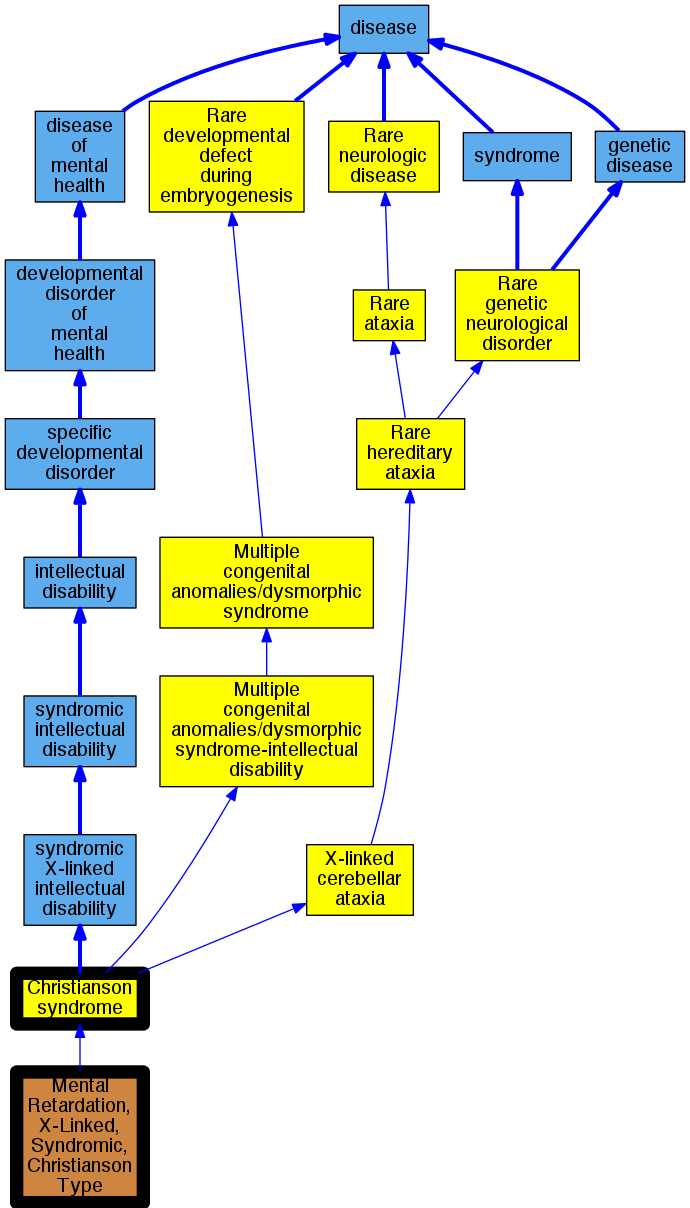 disease
disease
of
mental
health
Rare
developmental
defect
during
embryogenesis
Rare
neurologic
disease
syndrome
genetic
disease
developmental
disorder
of
mental
health
Rare
ataxia
Rare
genetic
neurological
disorder
specific
developmental
disorder
Rare
hereditary
ataxia
intellectual
disability
Multiple
congenital
anomalies/dysmorphic
syndrome
syndromic
intellectual
disability
Multiple
congenital
anomalies/dysmorphic
syndrome-intellectual
disability
syndromic
X-linked
intellectual
disability
X-linked
cerebellar
ataxia
Christianson
syndrome
Mental
Retardation,
X-Linked,
Syndromic,
Christianson
Type